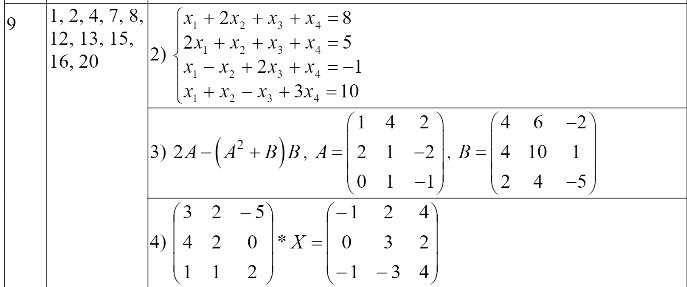 9
1, 2, 4, 7, 8,
12, 13, 15,
16, 20
2) { x₁ + 2x₂ + x₃ + x₄ = 8
2x₁ + x₂ + x₃ + x₄ = 5
x₁ − x₂ + 2x₃ + x₄ = −1
x₁ + x₂ − x₃ + 3x₄ = 10
3) 2A − (A² + B)B, A = (1 4 2; 2 1 −2; 0 1 −1), B = (4 6 −2; 4 10 1; 2 4 −5)
4) (3 2 −5; 4 2 0; 1 1 2) * X = (−1 2 4; 0 3 2; −1 −3 4)